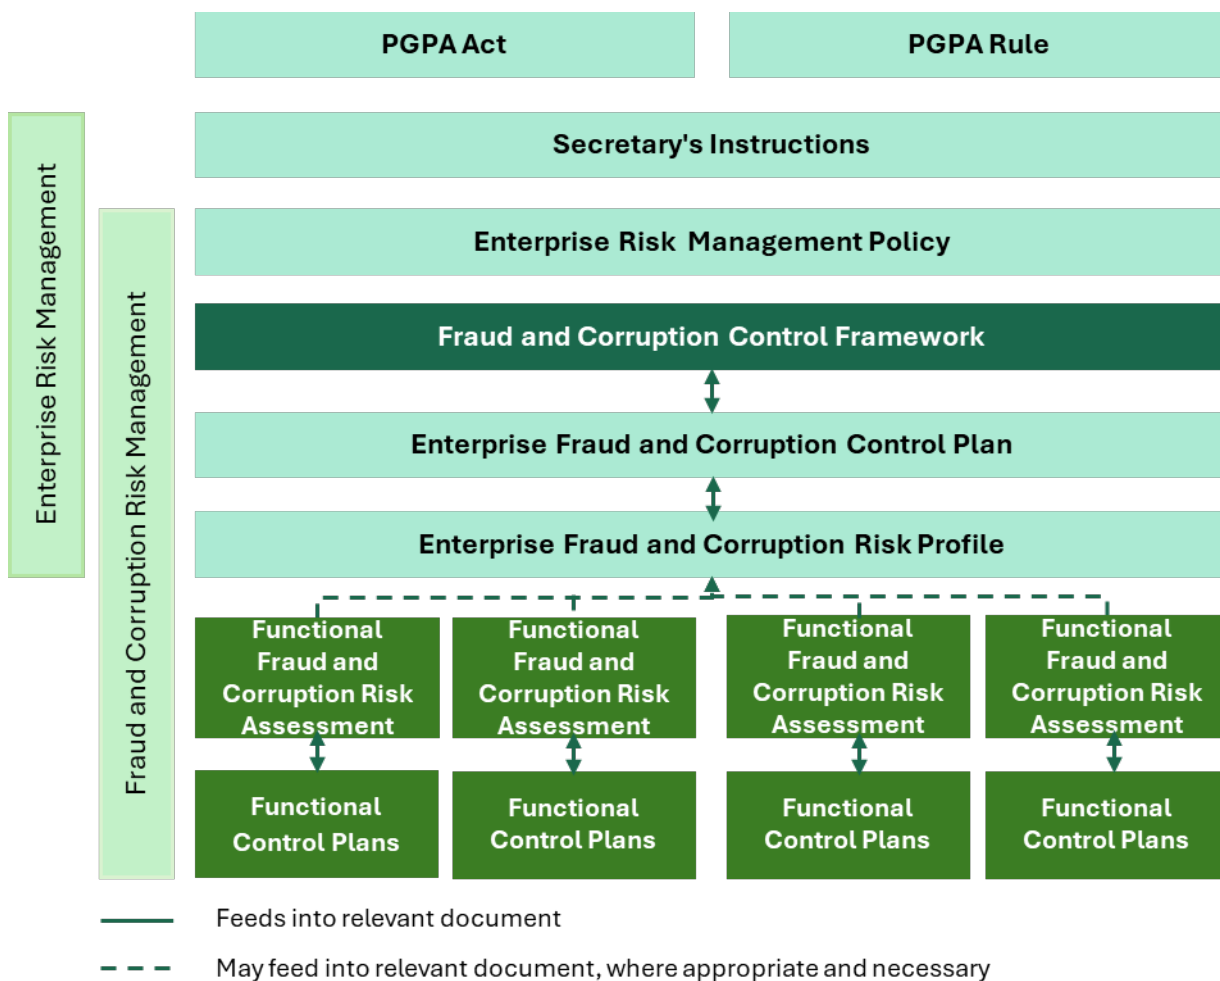 PGPA Act
PGPA Rule
Enterprise Risk Management
Fraud and Corruption Risk Management
Secretary's Instructions
Enterprise Risk Management Policy
Fraud and Corruption Control Framework
Enterprise Fraud and Corruption Control Plan
Enterprise Fraud and Corruption Risk Profile
Functional
Fraud and
Corruption Risk
Assessment
Functional
Fraud and
Corruption Risk
Assessment
Functional
Fraud and
Corruption Risk
Assessment
Functional
Fraud and
Corruption Risk
Assessment
Functional
Control Plans
Functional
Control Plans
Functional
Control Plans
Functional
Control Plans
Feeds into relevant document
May feed into relevant document, where appropriate and necessary